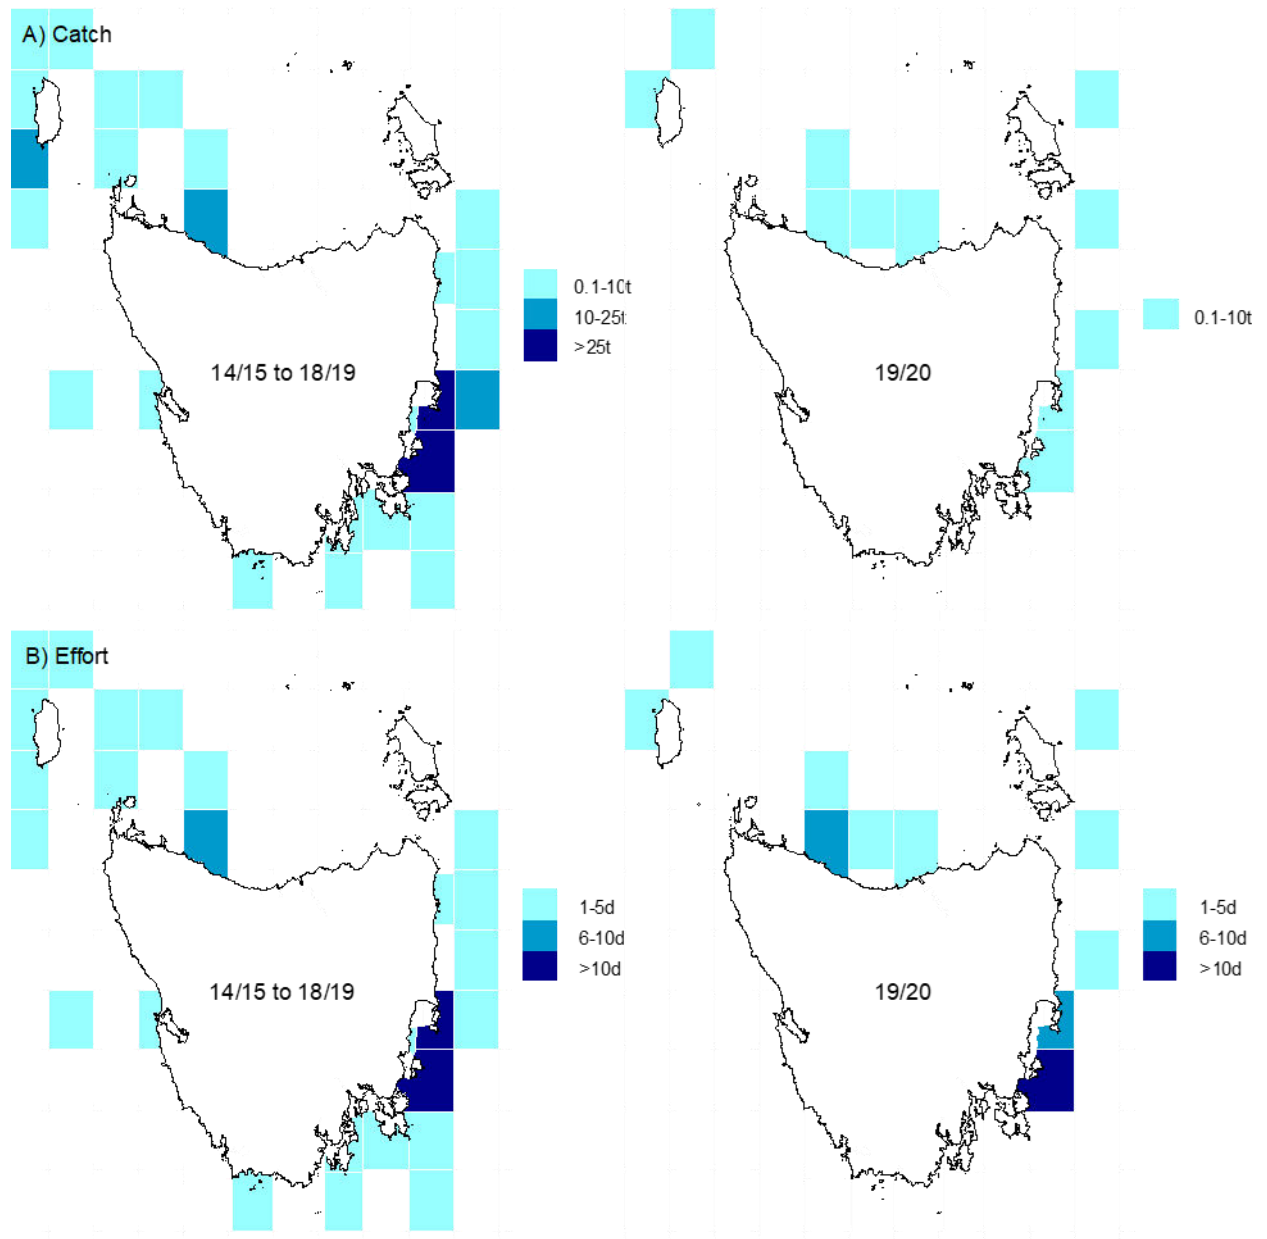 A) Catch
0.1-10t
10-25t
>25t
14/15 to 18/19
0.1-10t
19/20
B) Effort
1-5d
6-10d
>10d
14/15 to 18/19
1-5d
6-10d
>10d
19/20